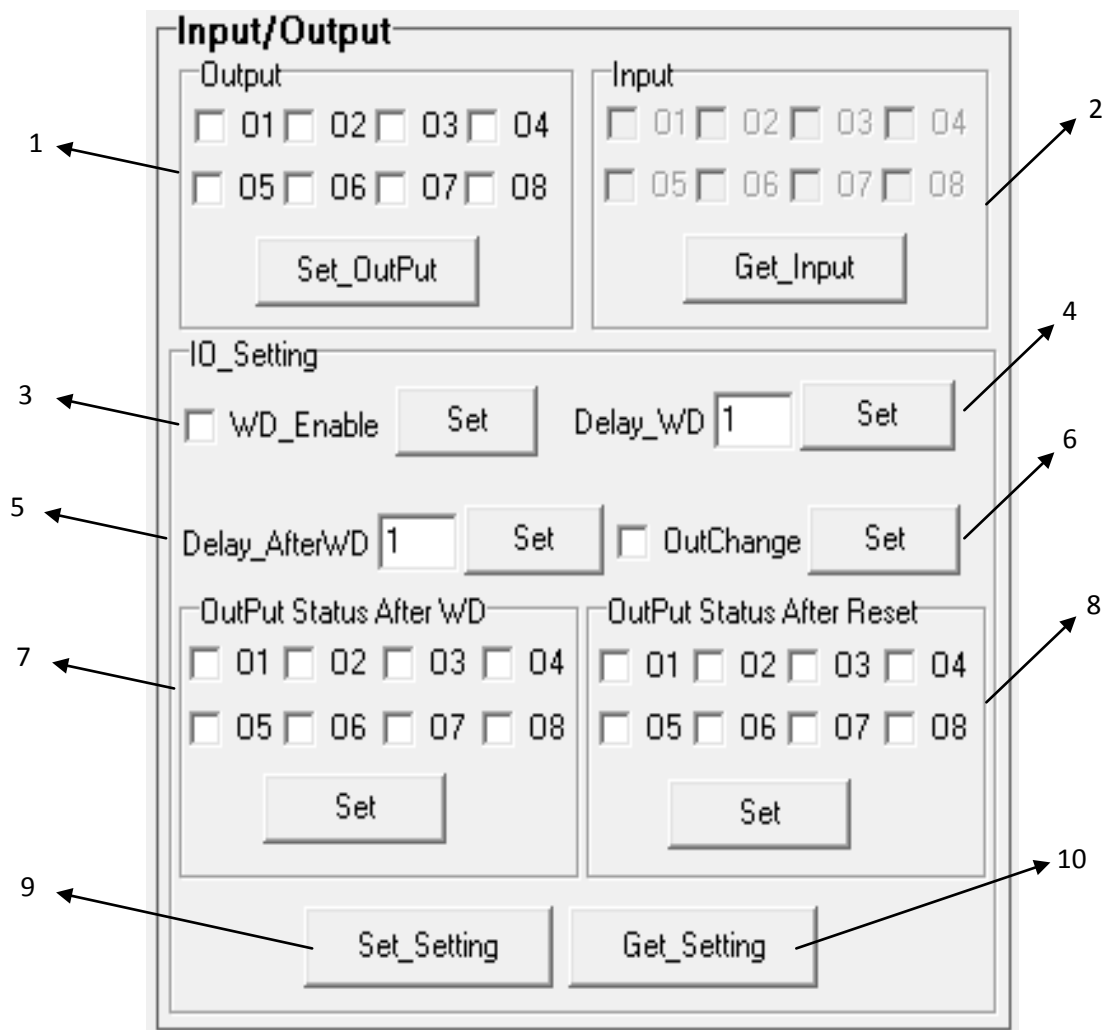 Input/Output
Output
Input
O1 O2 O3 O4
O1 O2 O3 O4
1
2
O5 O6 O7 O8
O5 O6 O7 O8
Set_OutPut
Get_Input
IO_Setting
3
WD_Enable
Set
Delay_WD
1
Set
4
5
Delay_AfterWD
1
Set
OutChange
Set
6
OutPut Status After WD
OutPut Status After Reset
7
O1 O2 O3 O4
O1 O2 O3 O4
8
O5 O6 O7 O8
O5 O6 O7 O8
Set
Set
9
10
Set_Setting
Get_Setting